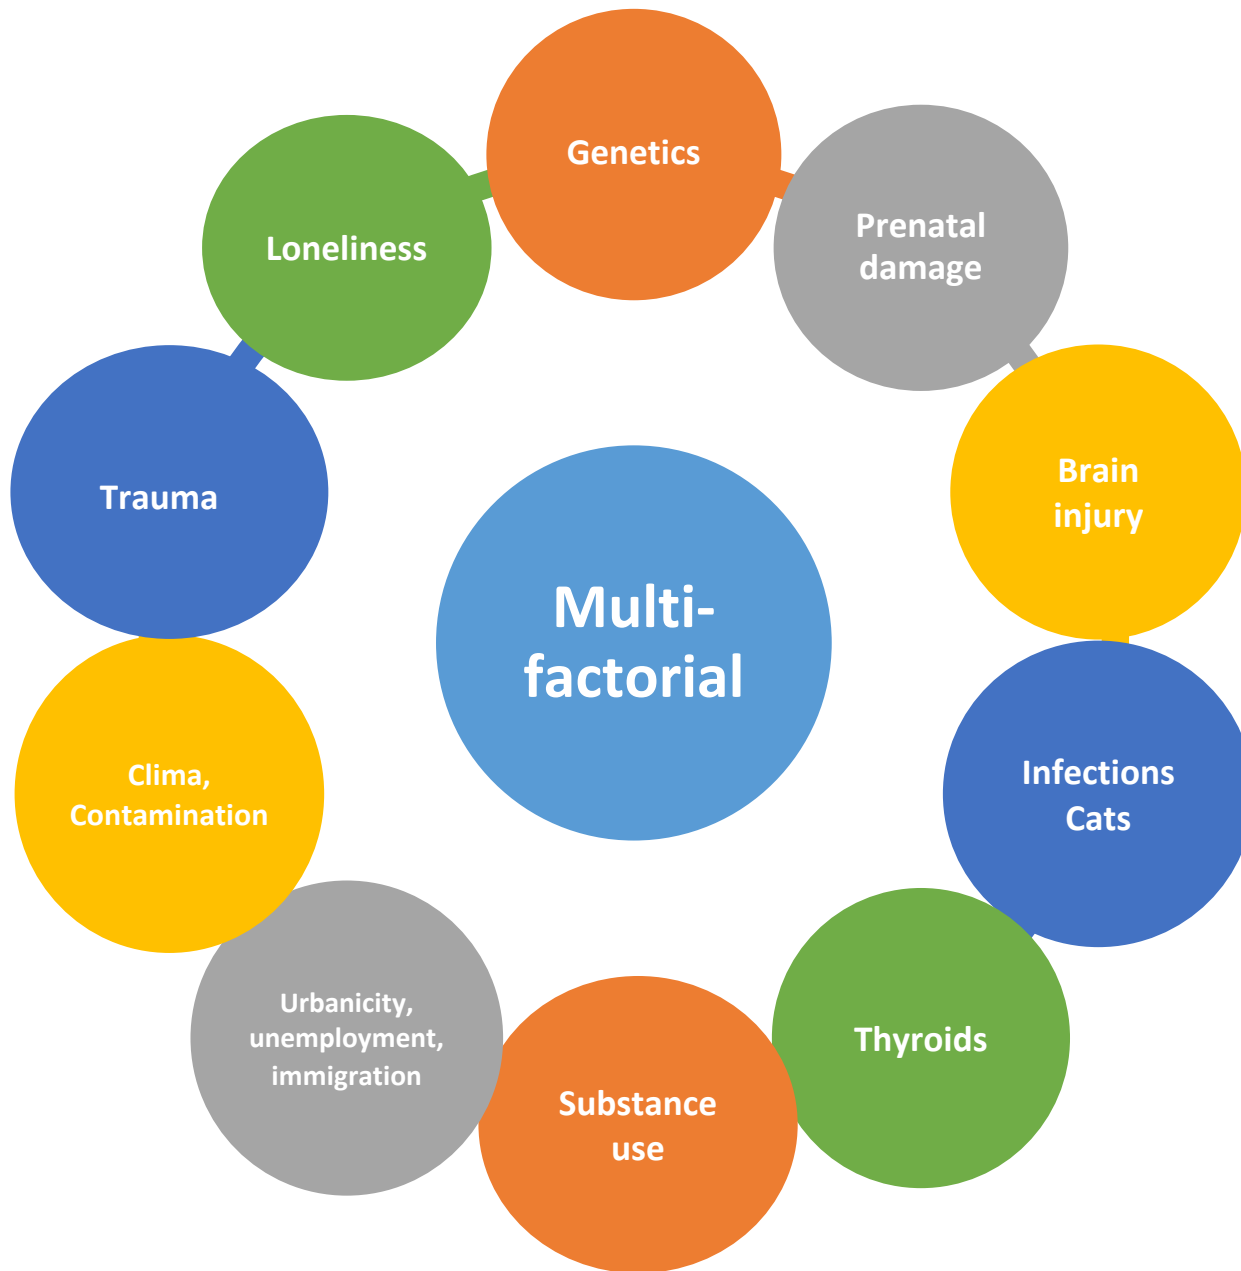 Genetics
Prenatal
damage
Brain
injury
Infections
Cats
Thyroids
Substance
use
Urbanicity,
unemployment,
immigration
Clima,
Contamination
Trauma
Loneliness
Multi-
factorial